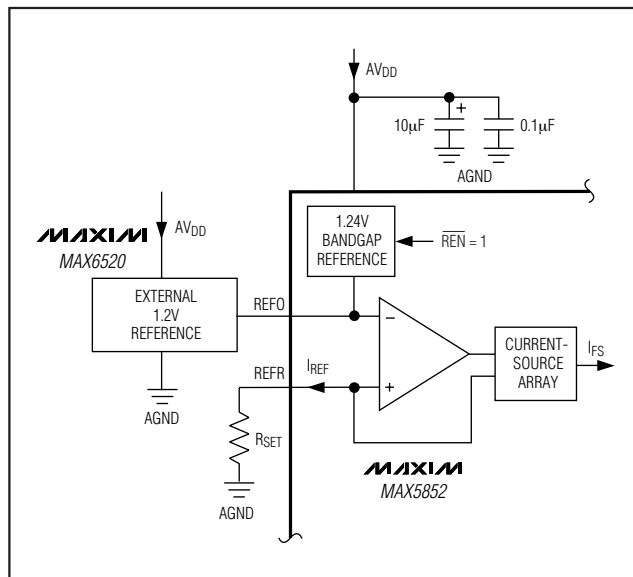 AVDD
10µF
+
0.1µF
AGND
MAXIM
MAX6520
AVDD
1.24V
BANDGAP
REFERENCE
REN = 1
EXTERNAL
1.2V
REFERENCE
REFO
−
CURRENT-
SOURCE
ARRAY
IFS
REFR
IREF
+
AGND
RSET
AGND
MAXIM
MAX5852